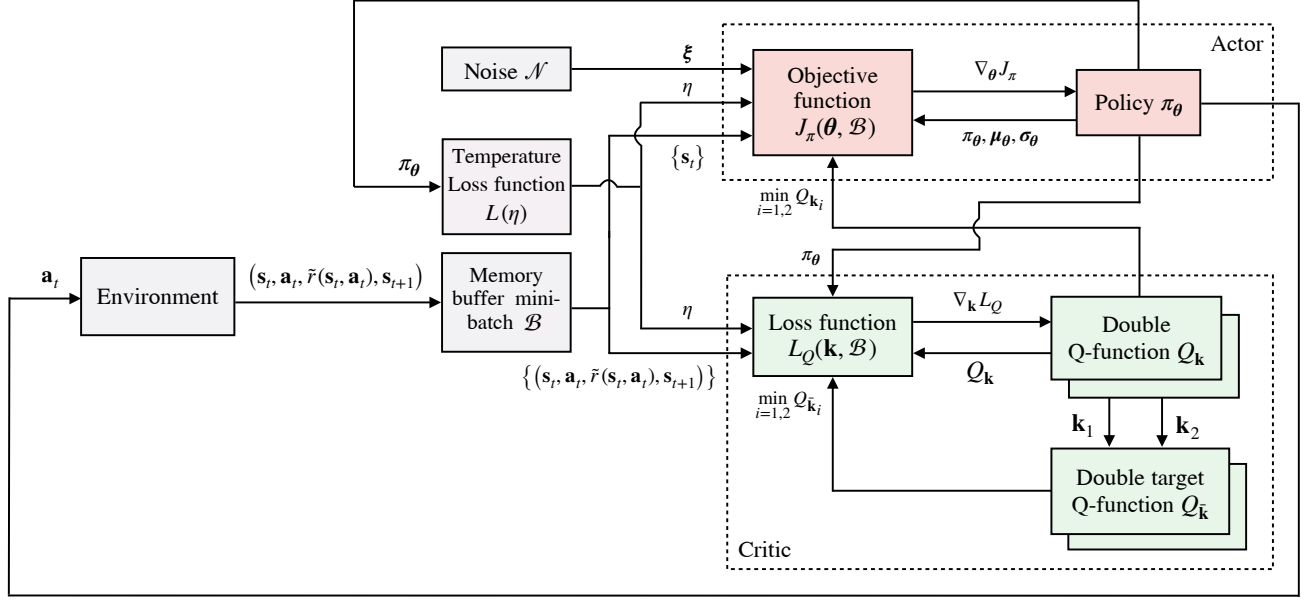 Actor
Noise 𝒩
ξ
Objective
function
J_π(θ, ℬ)
∇_θ J_π
Policy π_θ
η
π_θ, μ_θ, σ_θ
{s_t}
π_θ
Temperature
Loss function
L(η)
min Q_{k_i}
i=1,2
π_θ
a_t
Environment
(s_t, a_t, r̃(s_t, a_t), s_{t+1})
Memory
buffer mini-
batch ℬ
η
Loss function
L_Q(k, ℬ)
∇_k L_Q
Q_k
Double
Q-function Q_k
{(s_t, a_t, r̃(s_t, a_t), s_{t+1})}
min Q_{k̄_i}
i=1,2
k_1
k_2
Double target
Q-function Q_{k̄}
Critic